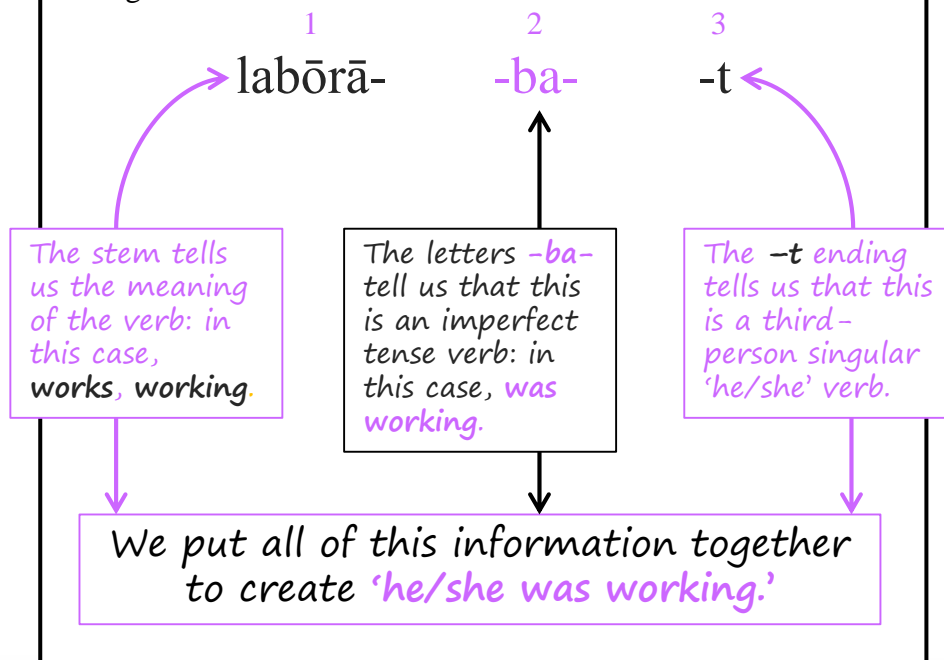 1 2 3
labōrā- -ba- -t
The stem tells
us the meaning
of the verb: in
this case,
works, working.
The letters -ba-
tell us that this
is an imperfect
tense verb: in
this case, was
working.
The –t ending
tells us that this
is a third-
person singular
‘he/she’ verb.
We put all of this information together
to create ‘he/she was working.’